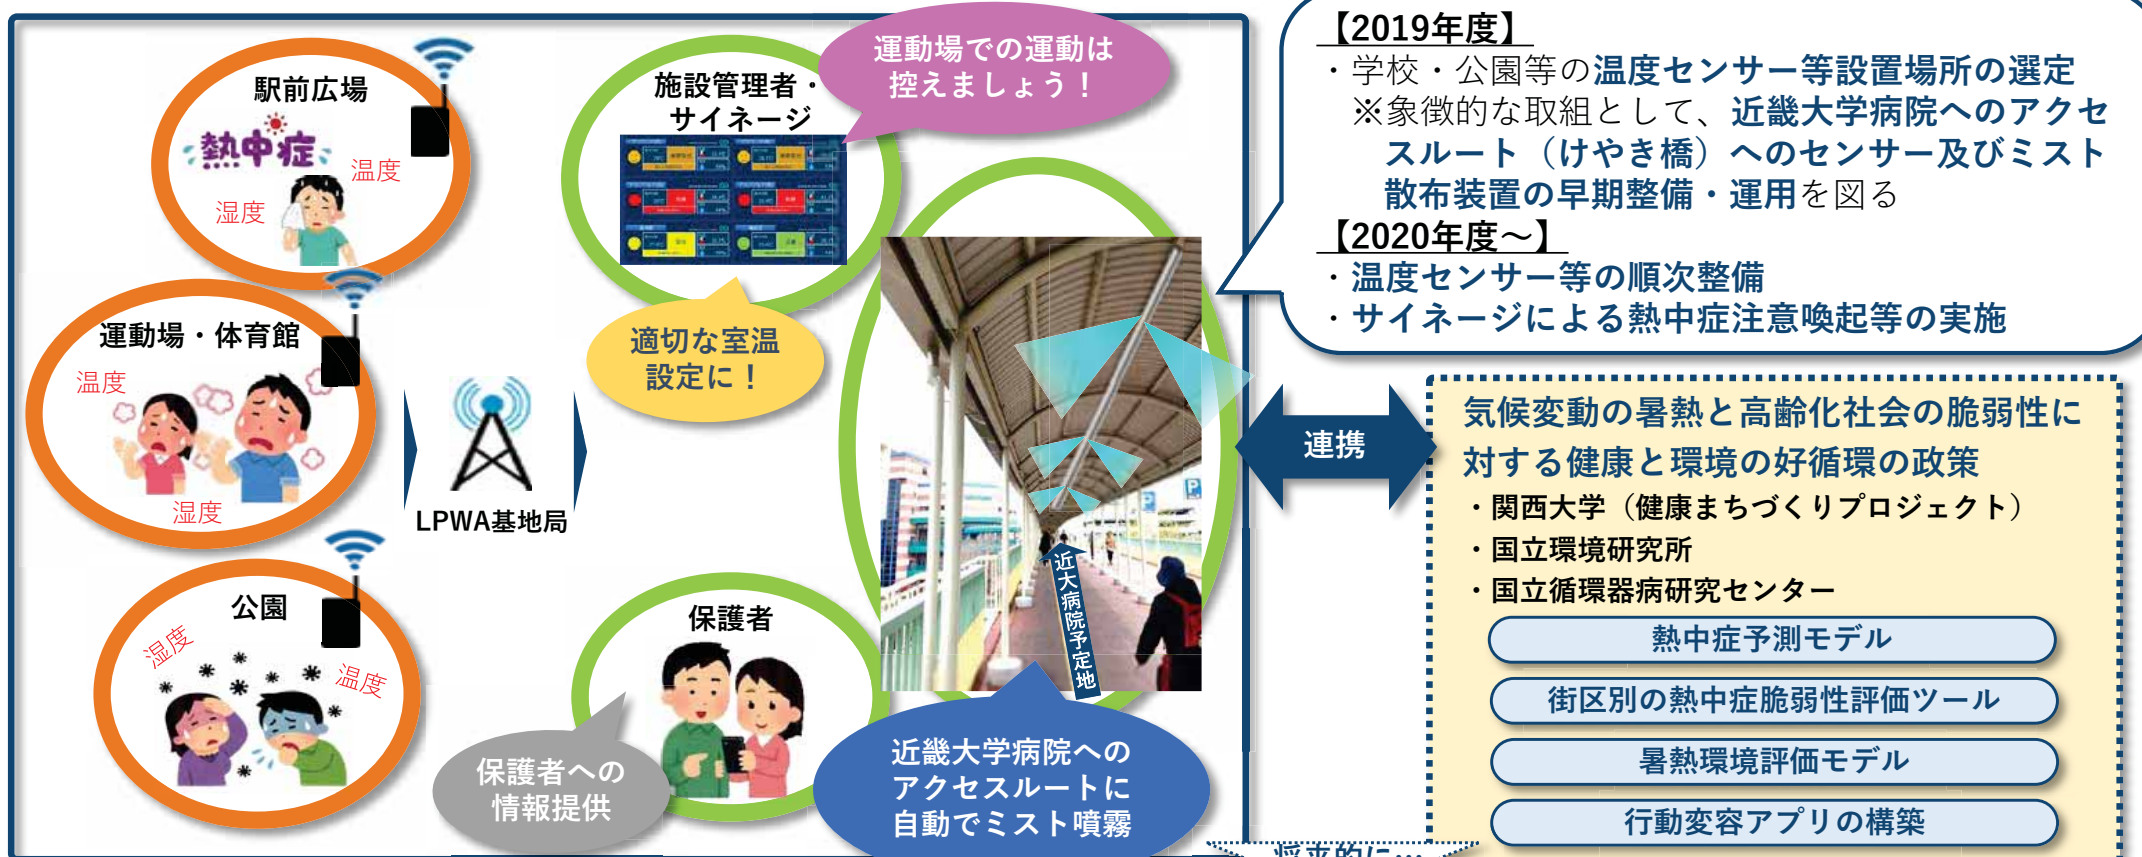 駅前広場
熱中症
温度
湿度
運動場・体育館
温度
湿度
公園
湿度
温度
LPWA基地局
施設管理者・
サイネージ
運動場での運動は
控えましょう！
適切な室温
設定に！
保護者
保護者への
情報提供
近大病院予定地
近畿大学病院への
アクセスルートに
自動でミスト噴霧
【2019年度】
・学校・公園等の温度センサー等設置場所の選定
※象徴的な取組として、近畿大学病院へのアクセ
スルート（けやき橋）へのセンサー及びミスト
散布装置の早期整備・運用を図る
【2020年度～】
・温度センサー等の順次整備
・サイネージによる熱中症注意喚起等の実施
連携
気候変動の暑熱と高齢化社会の脆弱性に
対する健康と環境の好循環の政策
・関西大学（健康まちづくりプロジェクト）
・国立環境研究所
・国立循環器病研究センター
熱中症予測モデル
街区別の熱中症脆弱性評価ツール
暑熱環境評価モデル
行動変容アプリの構築
将来的に…